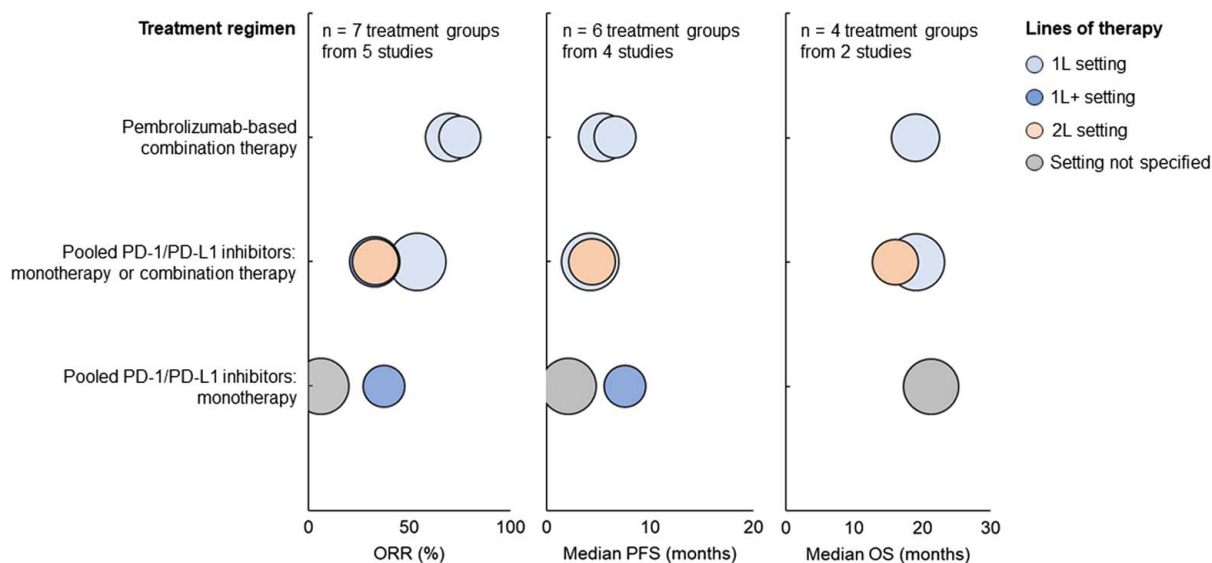 Treatment regimen
n = 7 treatment groups
from 5 studies
n = 6 treatment groups
from 4 studies
n = 4 treatment groups
from 2 studies
Lines of therapy
1L setting
1L+ setting
2L setting
Setting not specified
Pembrolizumab-based
combination therapy
Pooled PD-1/PD-L1 inhibitors:
monotherapy or combination therapy
Pooled PD-1/PD-L1 inhibitors:
monotherapy
0 50 100
ORR (%)
0 10 20
Median PFS (months)
0 10 20 30
Median OS (months)